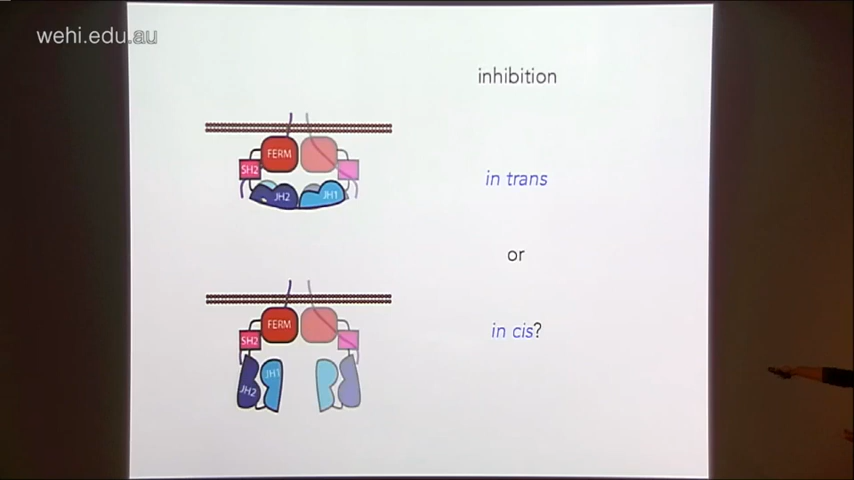 wehi.edu.au
inhibition
FERM
SH2
JH2
JH1
in trans
or
FERM
SH2
JH1
JH2
in cis?